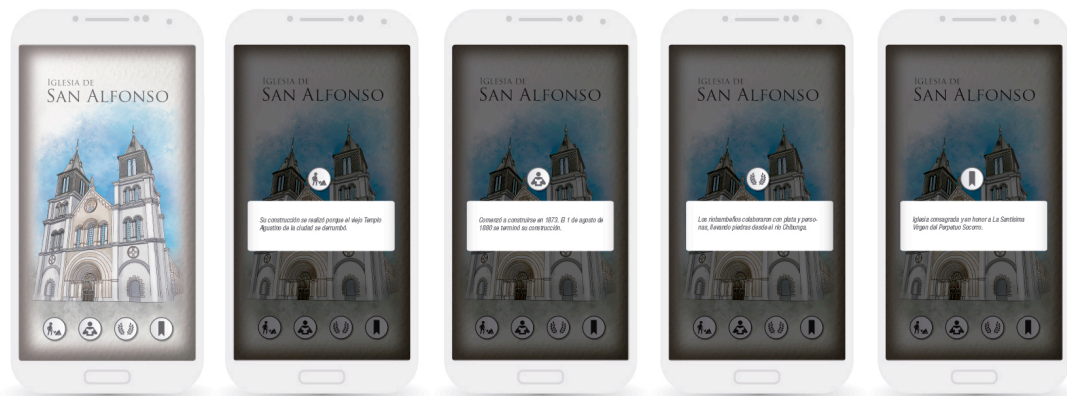 IGLESIA DE
SAN ALFONSO
IGLESIA DE
SAN ALFONSO
Su construcción se realizó porque el viejo Templo
Agustino de la ciudad se derrumbó.
IGLESIA DE
SAN ALFONSO
Comenzó a construirse en 1873. El 1 de agosto de
1890 se terminó su construcción.
IGLESIA DE
SAN ALFONSO
Los riobambeños colaboraron con plata y perso-
nas, llevando piedras desde el río Chibunga.
IGLESIA DE
SAN ALFONSO
Iglesia consagrada y en honor a La Santísima
Virgen del Perpetuo Socorro.